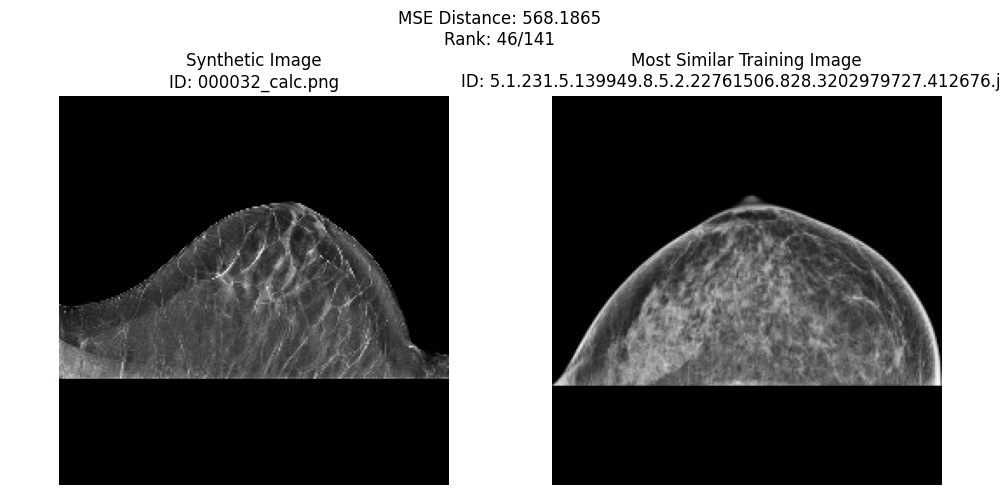 MSE Distance: 568.1865
Rank: 46/141
Synthetic Image
ID: 000032_calc.png
Most Similar Training Image
ID: 5.1.231.5.139949.8.5.2.22761506.828.3202979727.412676.j